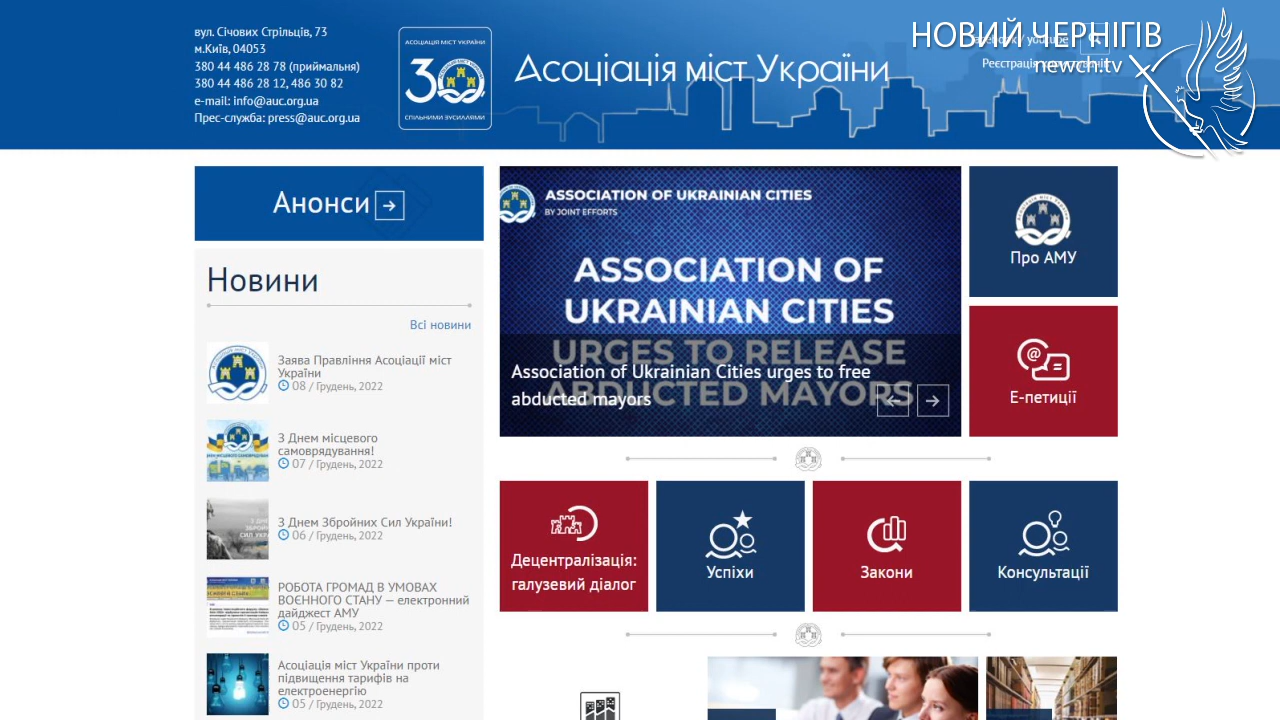 вул. Січових Стрільців, 73
м.Київ, 04053
380 44 486 28 78 (приймальня)
380 44 486 28 12, 486 30 82
e-mail: info@auc.org.ua
Прес-служба: press@auc.org.ua
АСОЦІАЦІЯ МІСТ УКРАЇНИ
30
СПІЛЬНИМИ ЗУСИЛЛЯМИ
Асоціація міст України
НОВИЙ ЧЕРНІГІВ
newch.tv
Реєстрація
Анонси
Новини
Всі новини
Заява Правління Асоціації міст
України
08 / Грудень, 2022
З Днем місцевого
самоврядування!
07 / Грудень, 2022
З Днем Збройних Сил України!
06 / Грудень, 2022
РОБОТА ГРОМАД В УМОВАХ
ВОЄННОГО СТАНУ — електронний
дайджест АМУ
05 / Грудень, 2022
Асоціація міст України проти
підвищення тарифів на
електроенергію
05 / Грудень, 2022
ASSOCIATION OF UKRAINIAN CITIES
BY JOINT EFFORTS
ASSOCIATION OF
UKRAINIAN CITIES
URGES TO RELEASE
ABDUCTED MAYORS
Association of Ukrainian Cities urges to free
abducted mayors
Про АМУ
Е-петиції
Децентралізація:
галузевий діалог
Успіхи
Закони
Консультації